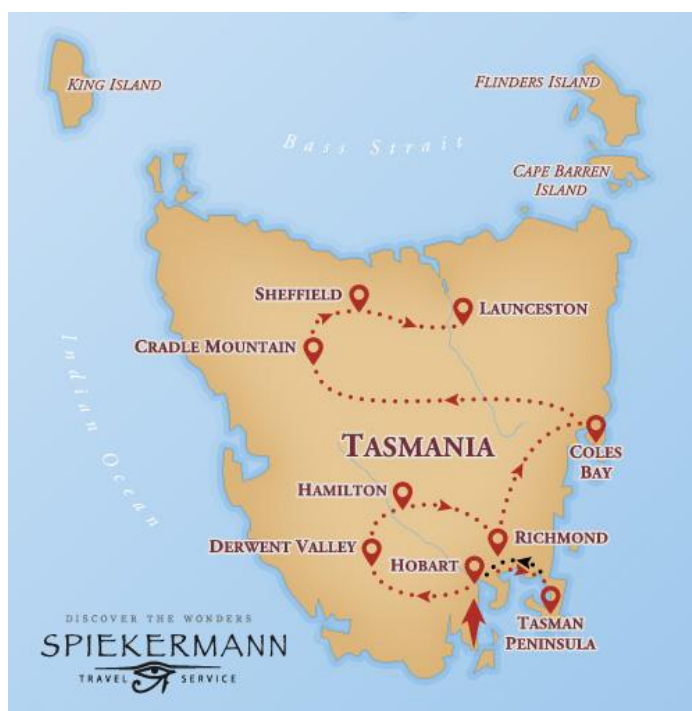 KING ISLAND
FLINDERS ISLAND
Bass Strait
CAPE BARREN
ISLAND
SHEFFIELD
LAUNCESTON
CRADLE MOUNTAIN
Indian Ocean
TASMANIA
COLES
BAY
HAMILTON
RICHMOND
DERWENT VALLEY
HOBART
TASMAN
PENINSULA
DISCOVER THE WONDERS
SPIEKERMANN
TRAVEL SERVICE